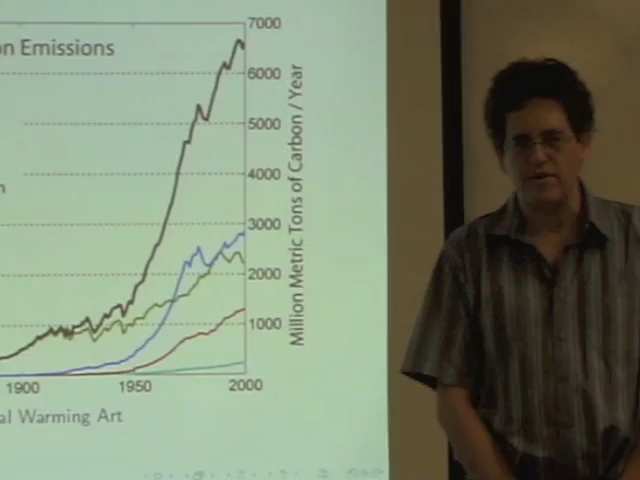 on Emissions
7000
6000
5000
4000
3000
2000
1000
Million Metric Tons of Carbon / Year
n
1900
1950
2000
al Warming Art